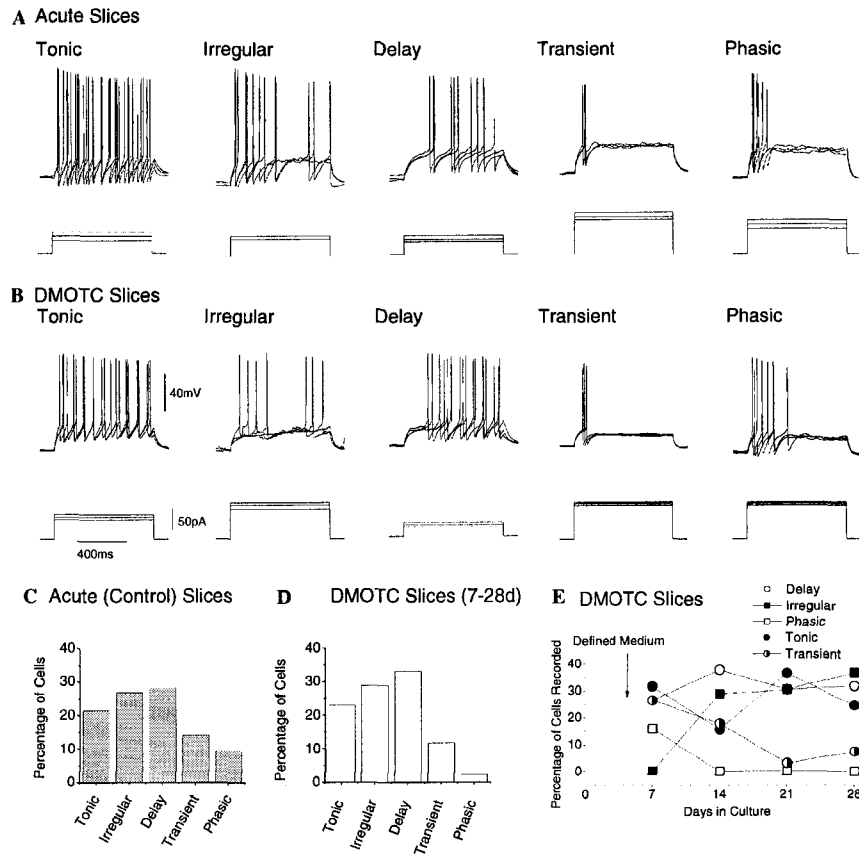 A Acute Slices
Tonic Irregular Delay Transient Phasic
B DMOTC Slices
Tonic Irregular Delay Transient Phasic
40mV
50pA
400ms
C Acute (Control) Slices
Percentage of Cells
40
30
20
10
0
Tonic
Irregular
Delay
Transient
Phasic
D DMOTC Slices (7-28d)
Percentage of Cells
40
30
20
10
0
Tonic
Irregular
Delay
Transient
Phasic
E DMOTC Slices
Delay
Irregular
Phasic
Tonic
Transient
Defined Medium
Percentage of Cells Recorded
40
30
20
10
0
0 7 14 21 28
Days in Culture